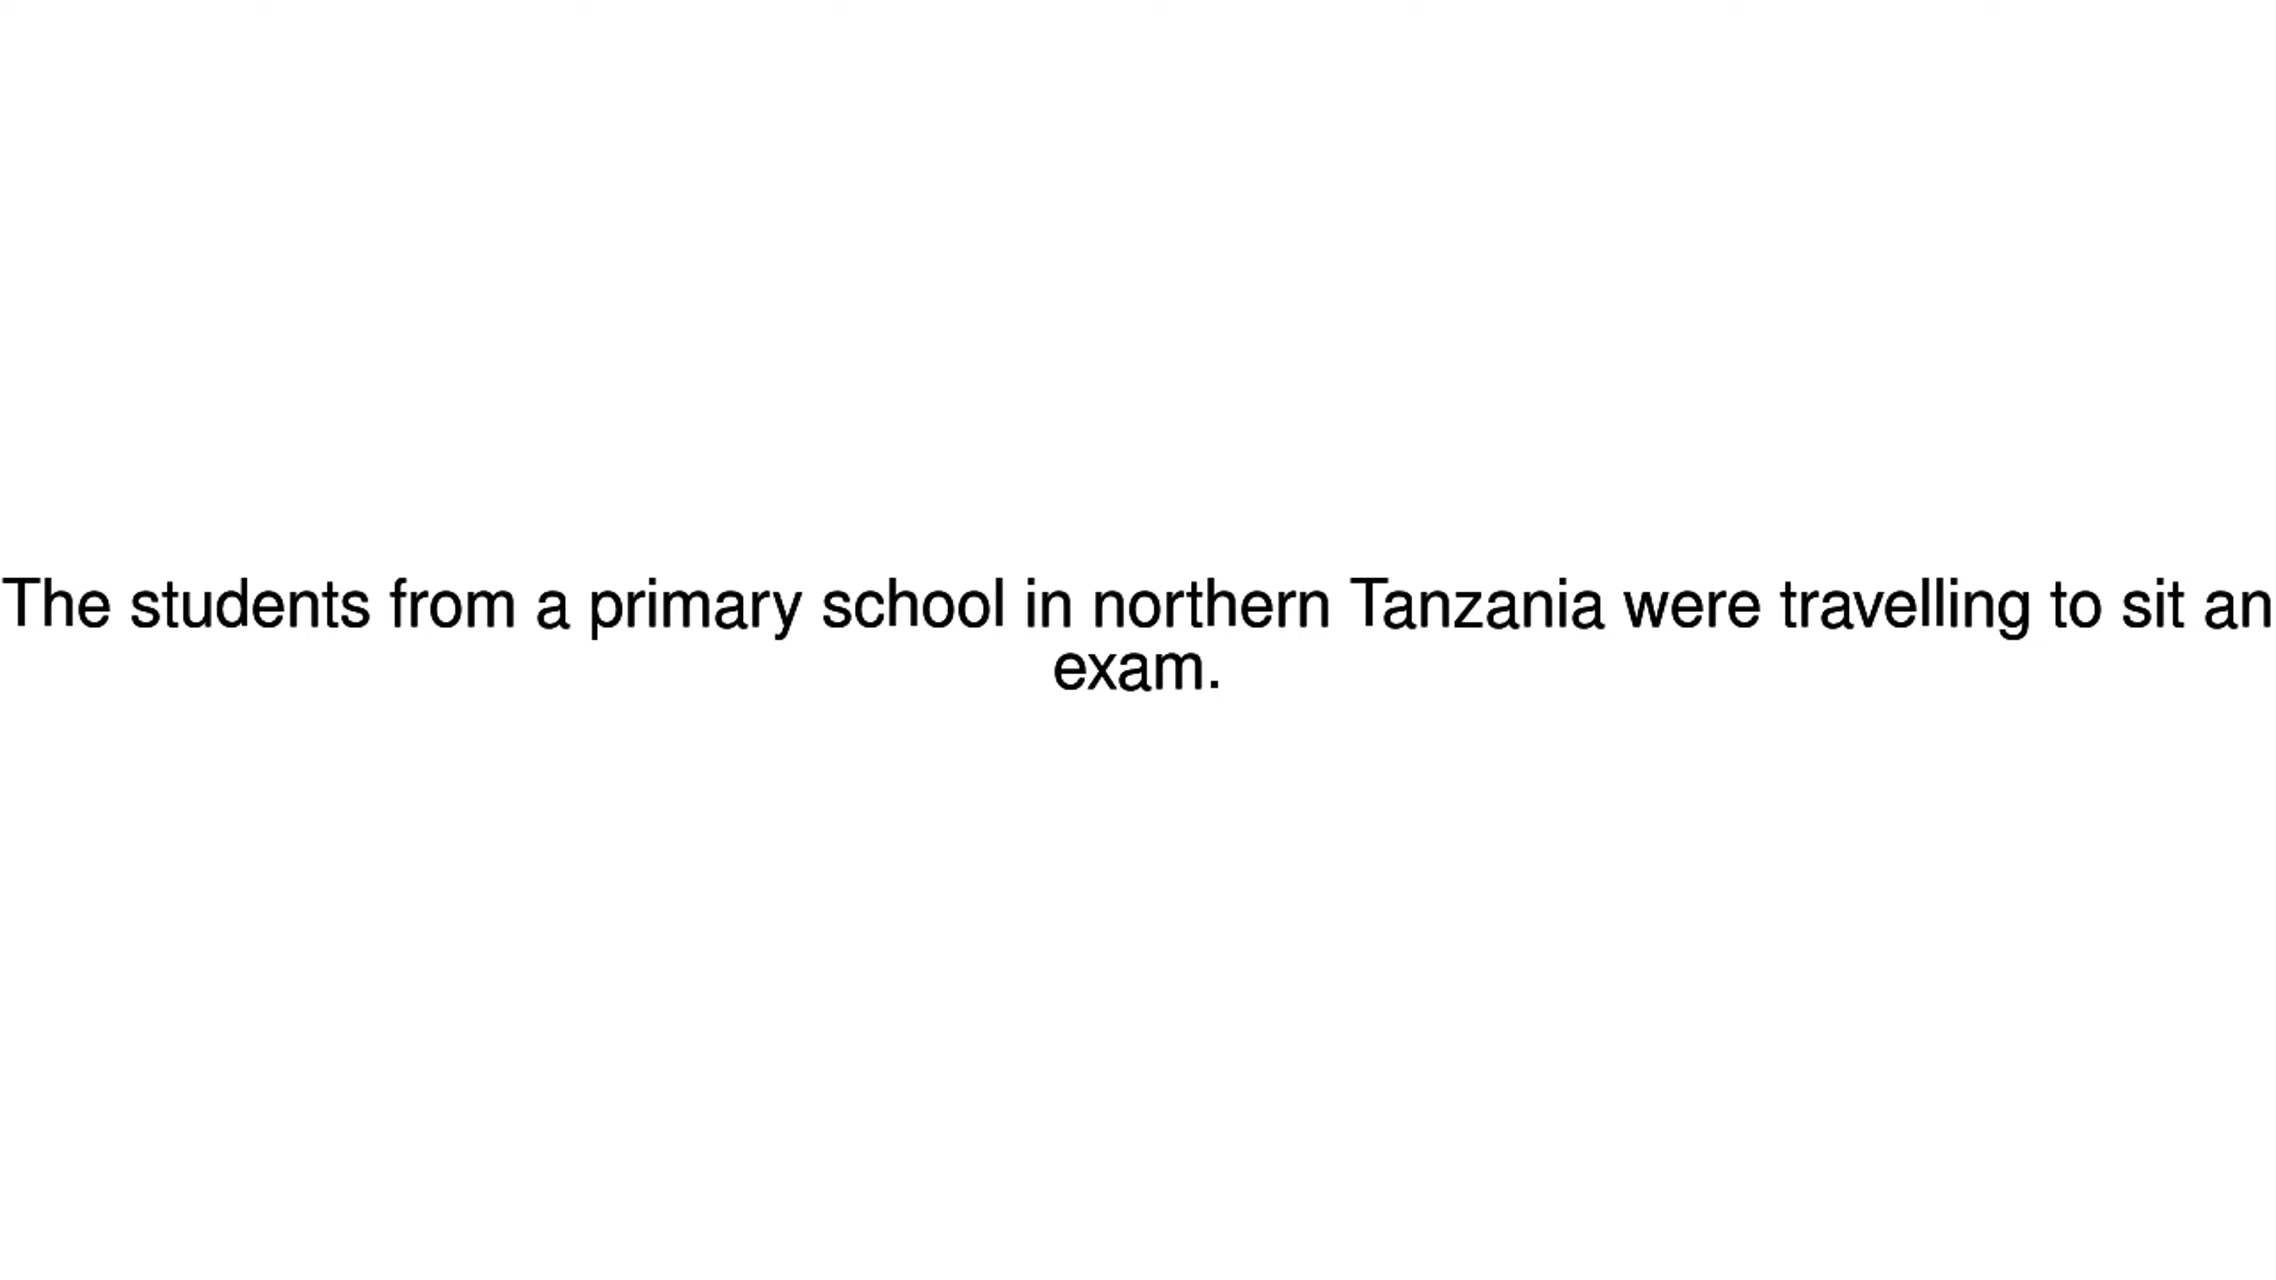 The students from a primary school in northern Tanzania were travelling to sit an
exam.